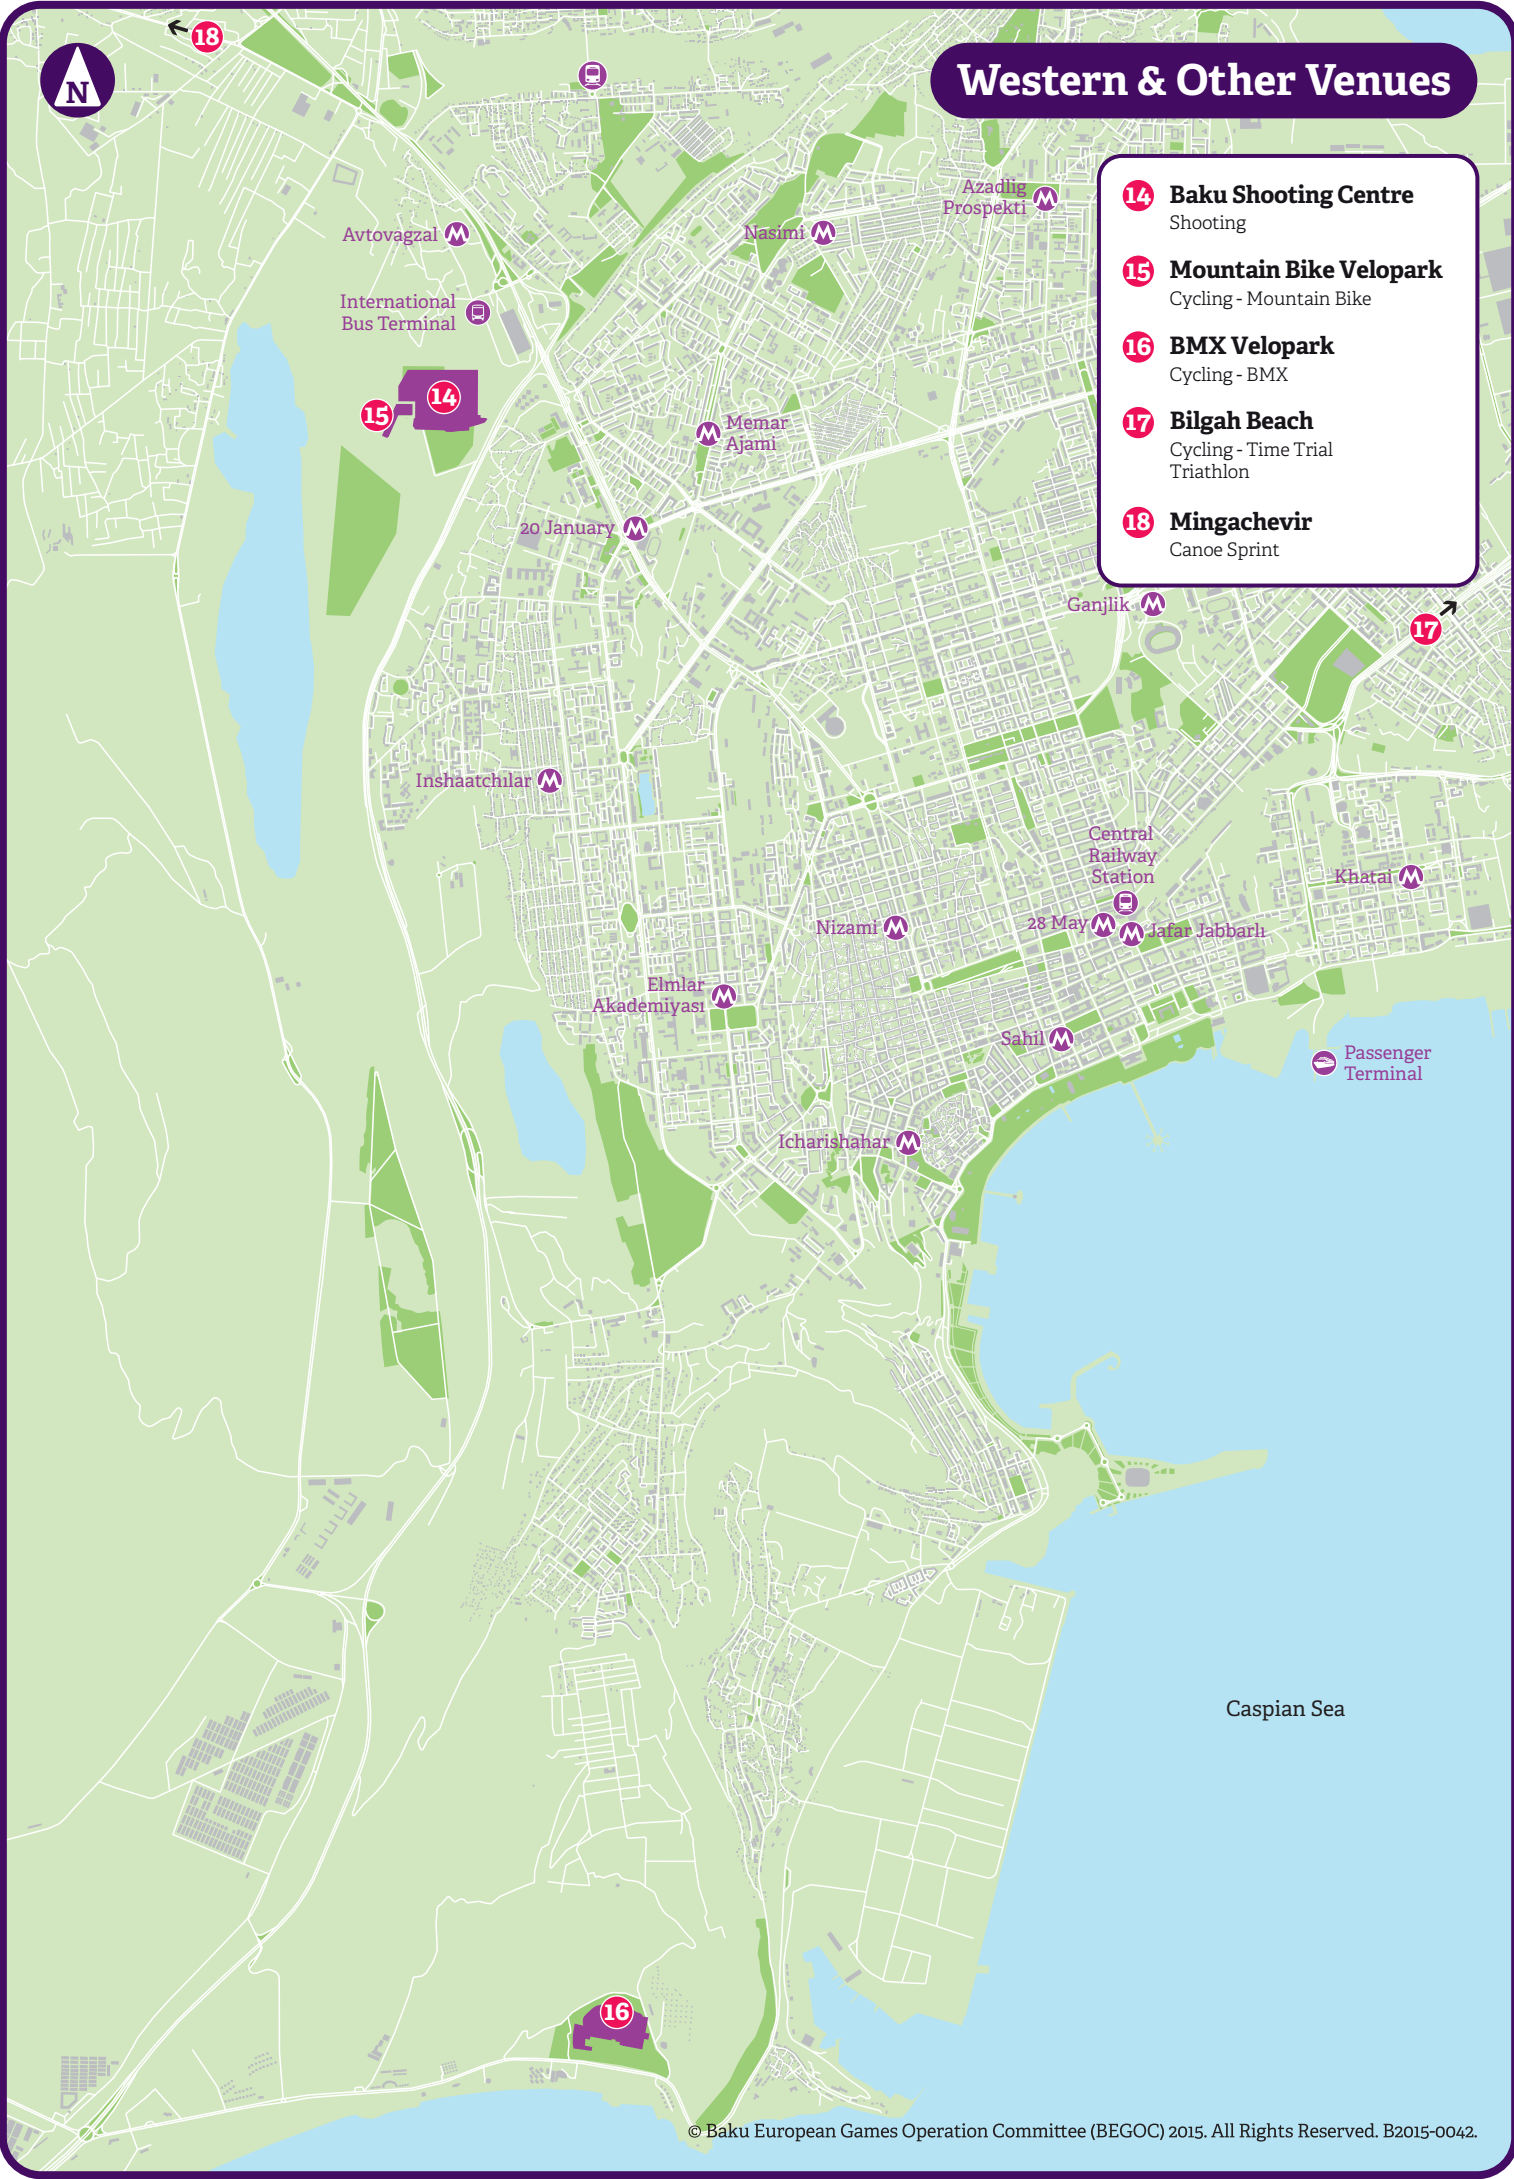 18
N
Western & Other Venues
14 Baku Shooting Centre
Shooting
15 Mountain Bike Velopark
Cycling - Mountain Bike
16 BMX Velopark
Cycling - BMX
17 Bilgah Beach
Cycling - Time Trial
Triathlon
18 Mingachevir
Canoe Sprint
Azadlig
Prospekti
Nasimi
Avtovagzal
International
Bus Terminal
14
15
Memar
Ajami
20 January
Ganjlik
17
Inshaatchılar
Central
Railway
Station
Khatai
28 May
Jafar Jabbarlı
Nizami
Elmlar
Akademiyası
Sahil
Passenger
Terminal
Icharishahar
Caspian Sea
16
© Baku European Games Operation Committee (BEGOC) 2015. All Rights Reserved. B2015-0042.